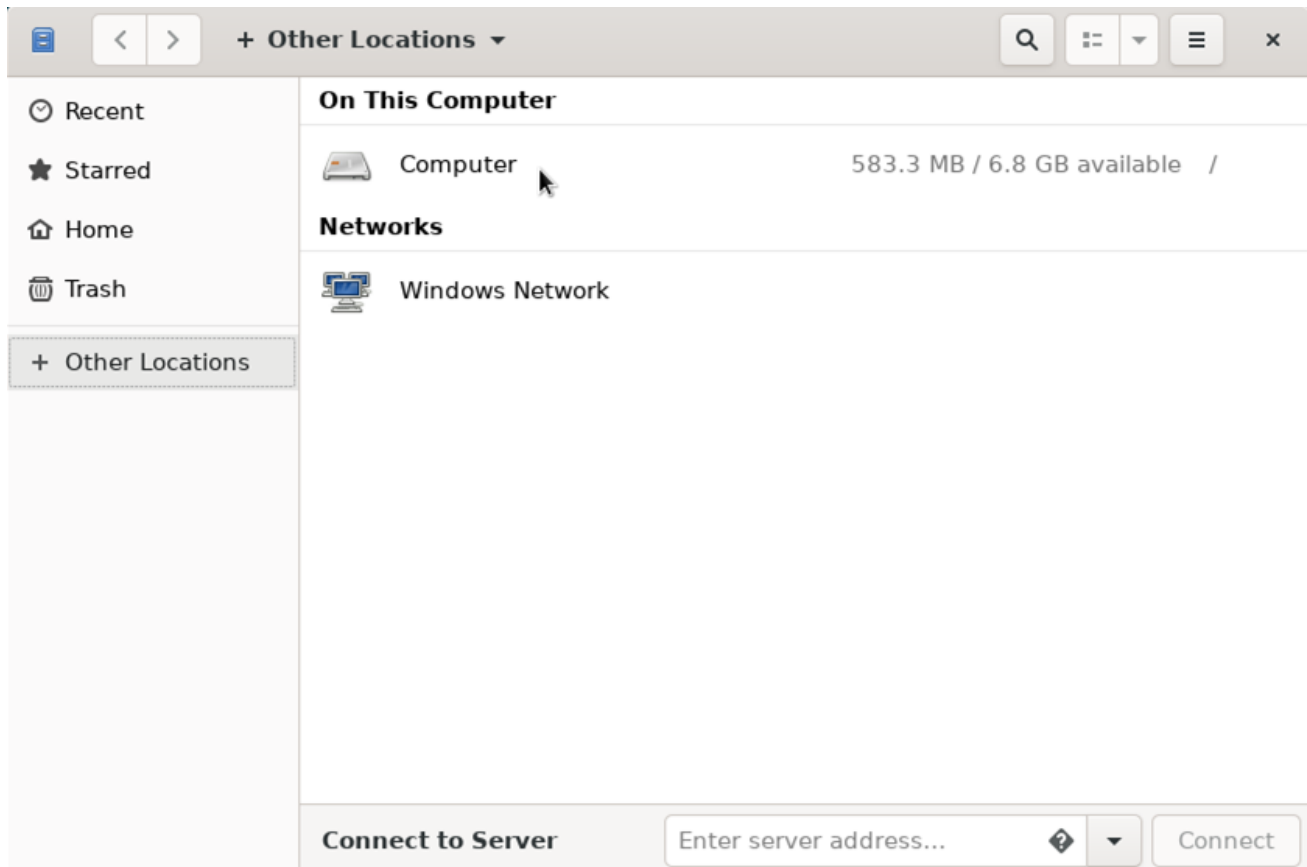 + Other Locations
Recent
Starred
Home
Trash
+ Other Locations
On This Computer
Computer 583.3 MB / 6.8 GB available /
Networks
Windows Network
Connect to Server Enter server address... Connect